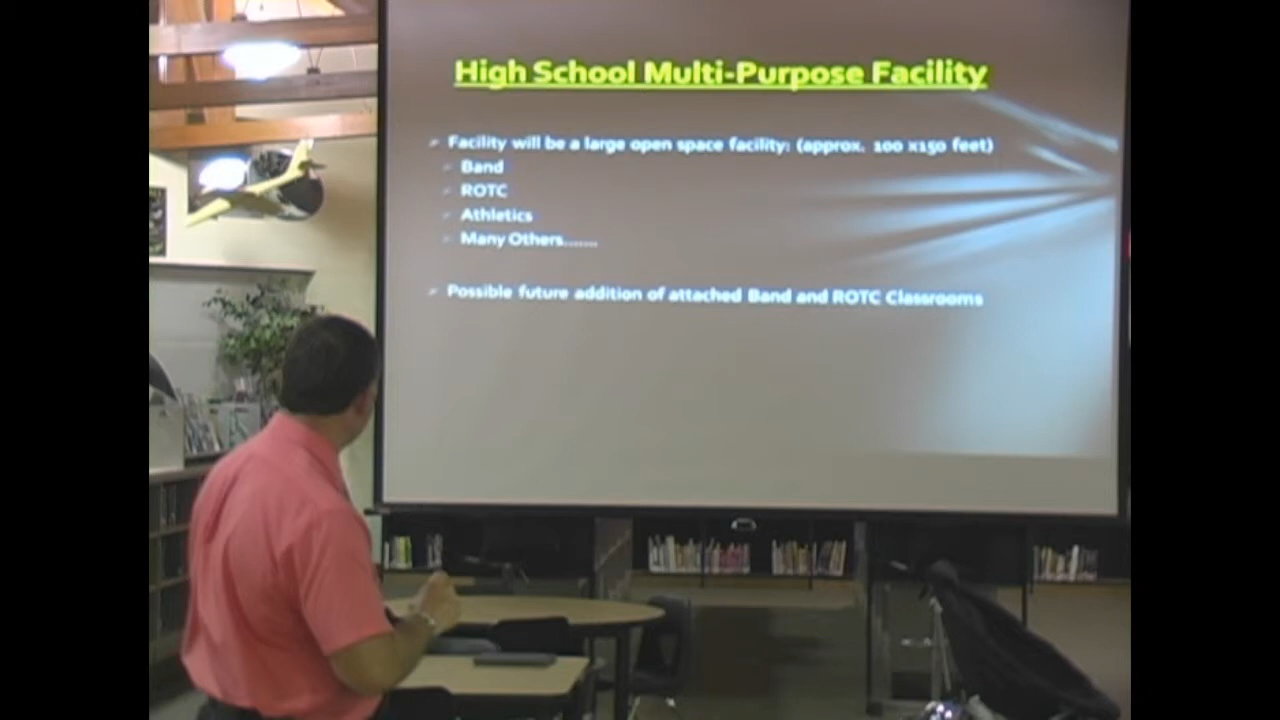 High School Multi-Purpose Facility
Facility will be a large open space facility: (approx. 100 x150 feet)
Band
ROTC
Athletics
Many Others.......
Possible future addition of attached Band and ROTC Classrooms